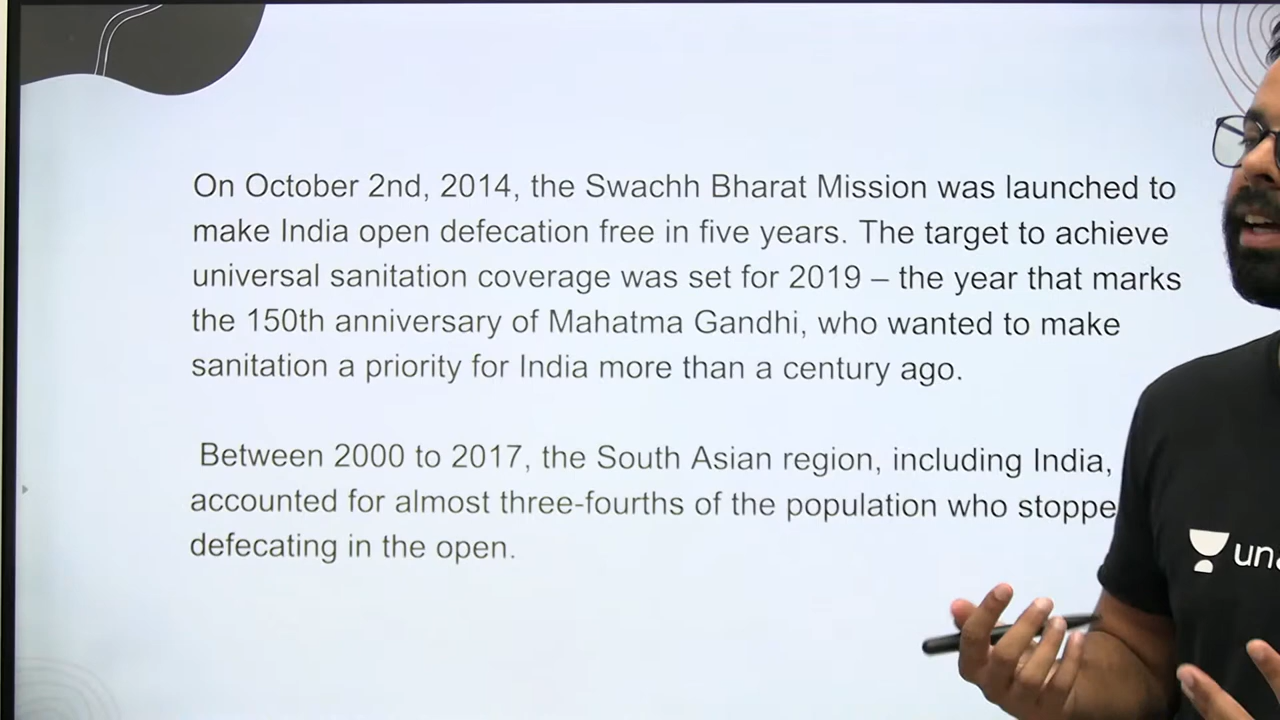 On October 2nd, 2014, the Swachh Bharat Mission was launched to
make India open defecation free in five years. The target to achieve
universal sanitation coverage was set for 2019 – the year that marks
the 150th anniversary of Mahatma Gandhi, who wanted to make
sanitation a priority for India more than a century ago.
Between 2000 to 2017, the South Asian region, including India,
accounted for almost three-fourths of the population who stoppe
defecating in the open.